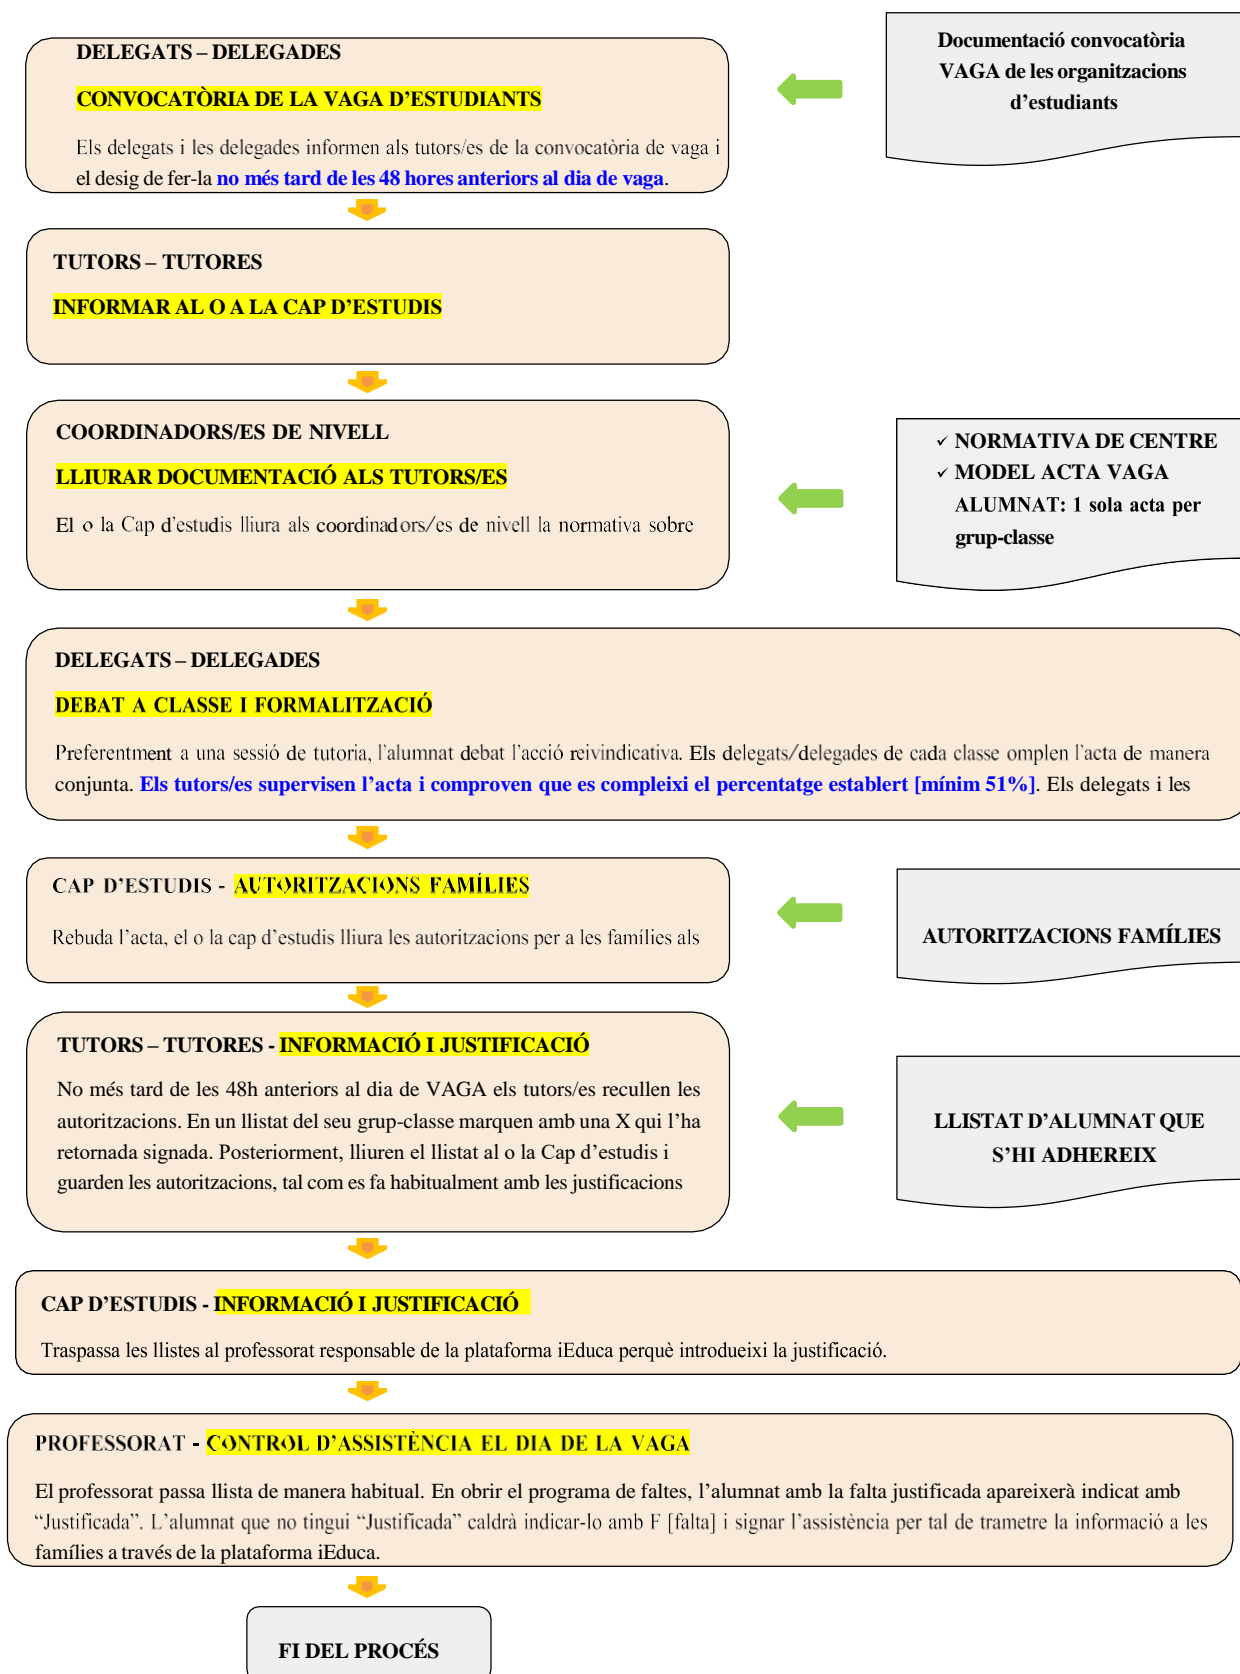 DELEGATS – DELEGADES
CONVOCATÒRIA DE LA VAGA D’ESTUDIANTS
Els delegats i les delegades informen als tutors/es de la convocatòria de vaga i
el desig de fer-la no més tard de les 48 hores anteriors al dia de vaga.
Documentació convocatòria
VAGA de les organitzacions
d’estudiants
TUTORS – TUTORES
INFORMAR AL O A LA CAP D’ESTUDIS
COORDINADORS/ES DE NIVELL
LLIURAR DOCUMENTACIÓ ALS TUTORS/ES
El o la Cap d’estudis lliura als coordinadors/es de nivell la normativa sobre
✓ NORMATIVA DE CENTRE
✓ MODEL ACTA VAGA
ALUMNAT: 1 sola acta per
grup-classe
DELEGATS – DELEGADES
DEBAT A CLASSE I FORMALITZACIÓ
Preferentment a una sessió de tutoria, l’alumnat debat l’acció reivindicativa. Els delegats/delegades de cada classe omplen l’acta de manera
conjunta. Els tutors/es supervisen l’acta i comproven que es compleixi el percentatge establert [mínim 51%]. Els delegats i les
CAP D’ESTUDIS - AUTORITZACIONS FAMÍLIES
Rebuda l’acta, el o la cap d’estudis lliura les autoritzacions per a les famílies als
AUTORITZACIONS FAMÍLIES
TUTORS – TUTORES - INFORMACIÓ I JUSTIFICACIÓ
No més tard de les 48h anteriors al dia de VAGA els tutors/es recullen les
autoritzacions. En un llistat del seu grup-classe marquen amb una X qui l’ha
retornada signada. Posteriorment, lliuren el llistat al o la Cap d’estudis i
guarden les autoritzacions, tal com es fa habitualment amb les justificacions
LLISTAT D’ALUMNAT QUE
S’HI ADHEREIX
CAP D’ESTUDIS - INFORMACIÓ I JUSTIFICACIÓ
Traspassa les llistes al professorat responsable de la plataforma iEduca perquè introdueixi la justificació.
PROFESSORAT - CONTROL D’ASSISTÈNCIA EL DIA DE LA VAGA
El professorat passa llista de manera habitual. En obrir el programa de faltes, l’alumnat amb la falta justificada apareixerà indicat amb
“Justificada”. L’alumnat que no tingui “Justificada” caldrà indicar-lo amb F [falta] i signar l’assistència per tal de trametre la informació a les
famílies a través de la plataforma iEduca.
FI DEL PROCÉS